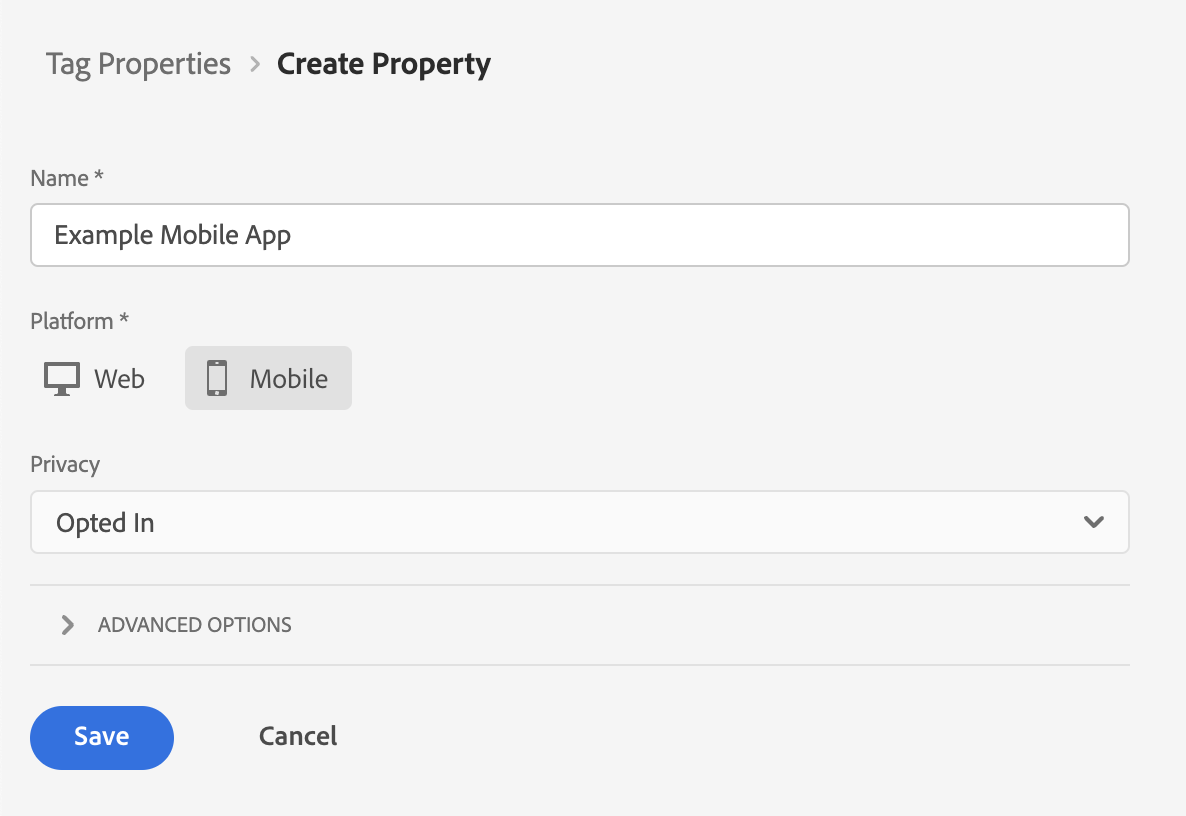 Tag Properties > Create Property
Name *
Example Mobile App
Platform *
Web Mobile
Privacy
Opted In
ADVANCED OPTIONS
Save Cancel